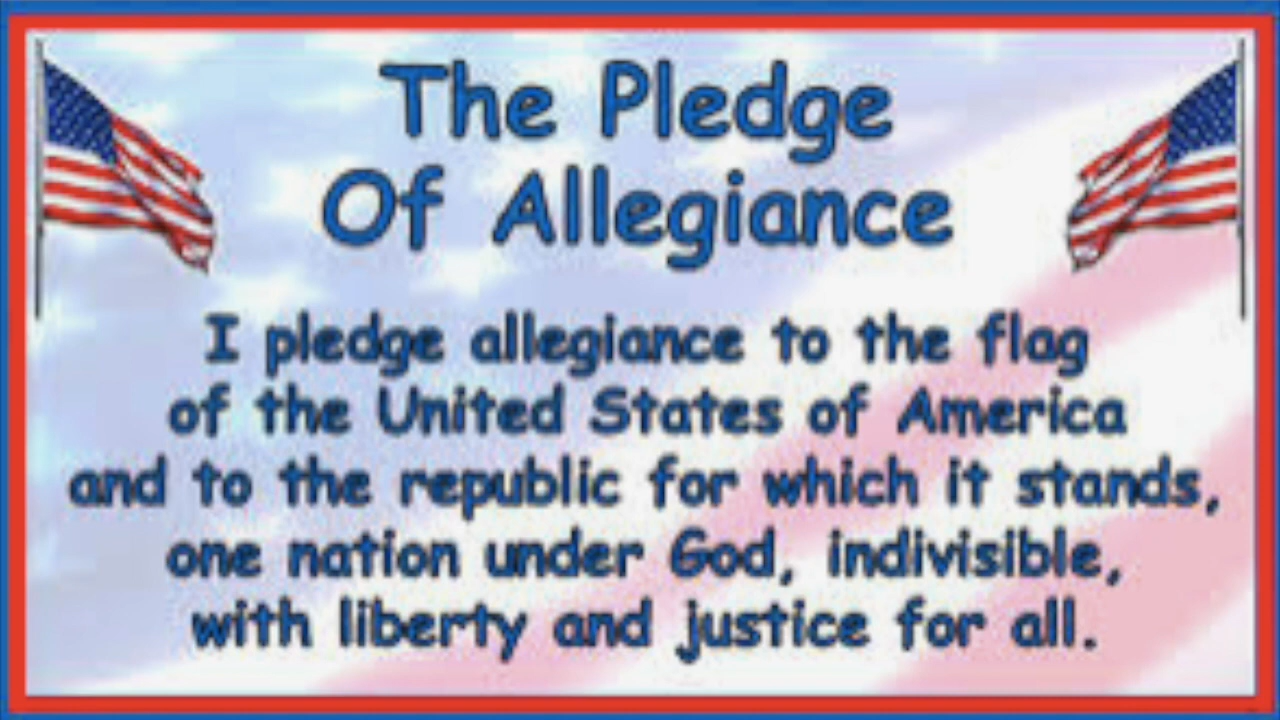 The Pledge
Of Allegiance
I pledge allegiance to the flag
of the United States of America
and to the republic for which it stands,
one nation under God, indivisible,
with liberty and justice for all.